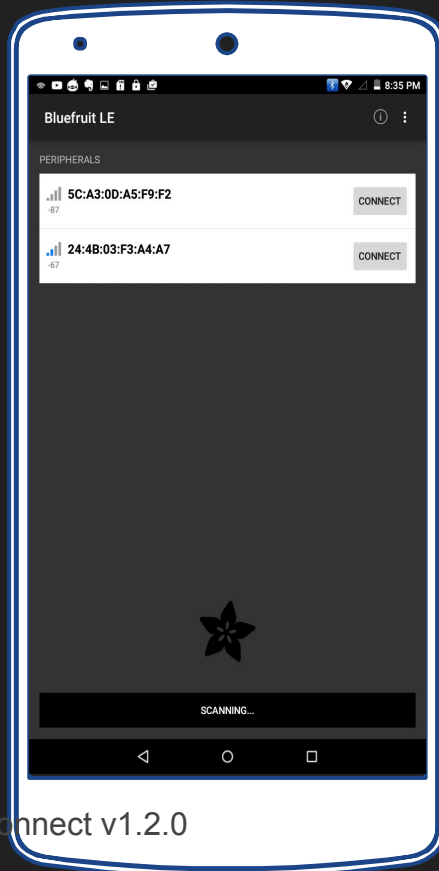 8:35 PM
Bluefruit LE
PERIPHERALS
5C:A3:0D:A5:F9:F2
CONNECT
-87
24:4B:03:F3:A4:A7
CONNECT
-67
SCANNING...
v1.2.0